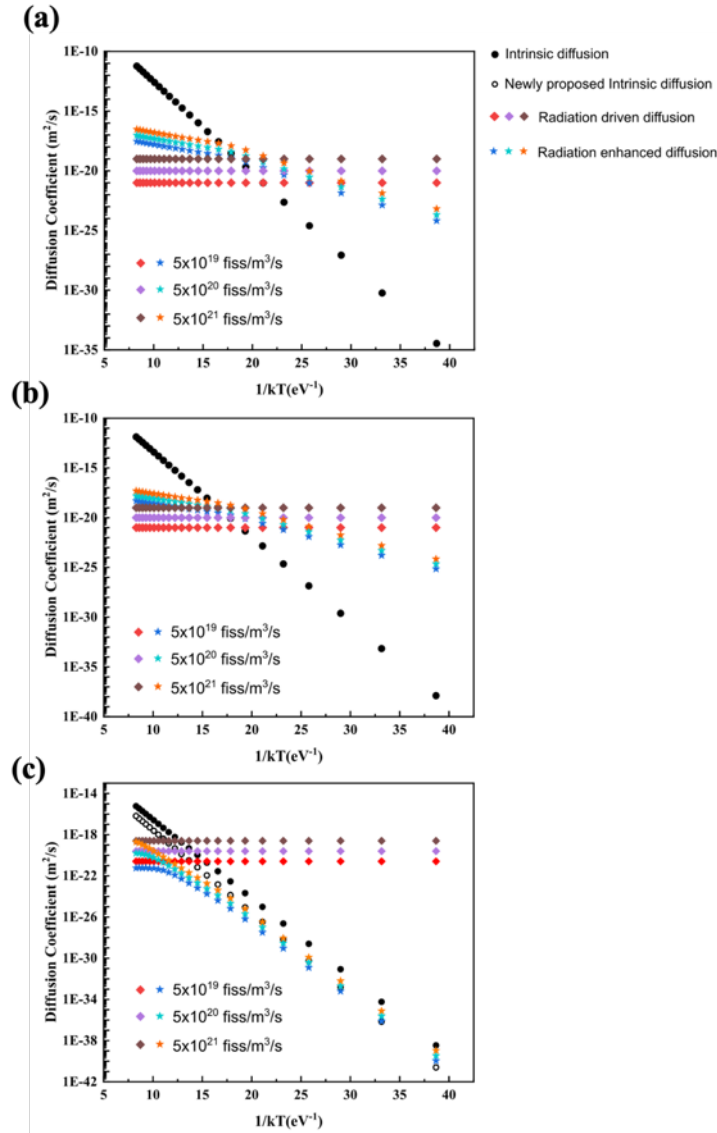 (a)
1E-10
1E-15
1E-20
1E-25
1E-30
1E-35
Diffusion Coefficient (m²/s)
5 10 15 20 25 30 35 40
1/kT(eV⁻¹)
5x10¹⁹ fiss/m³/s
5x10²⁰ fiss/m³/s
5x10²¹ fiss/m³/s
Intrinsic diffusion
Newly proposed Intrinsic diffusion
Radiation driven diffusion
Radiation enhanced diffusion
(b)
1E-10
1E-15
1E-20
1E-25
1E-30
1E-35
1E-40
Diffusion Coefficient (m²/s)
5 10 15 20 25 30 35 40
1/kT(eV⁻¹)
5x10¹⁹ fiss/m³/s
5x10²⁰ fiss/m³/s
5x10²¹ fiss/m³/s
(c)
1E-14
1E-18
1E-22
1E-26
1E-30
1E-34
1E-38
1E-42
Diffusion Coefficient (m²/s)
5 10 15 20 25 30 35 40
1/kT(eV⁻¹)
5x10¹⁹ fiss/m³/s
5x10²⁰ fiss/m³/s
5x10²¹ fiss/m³/s